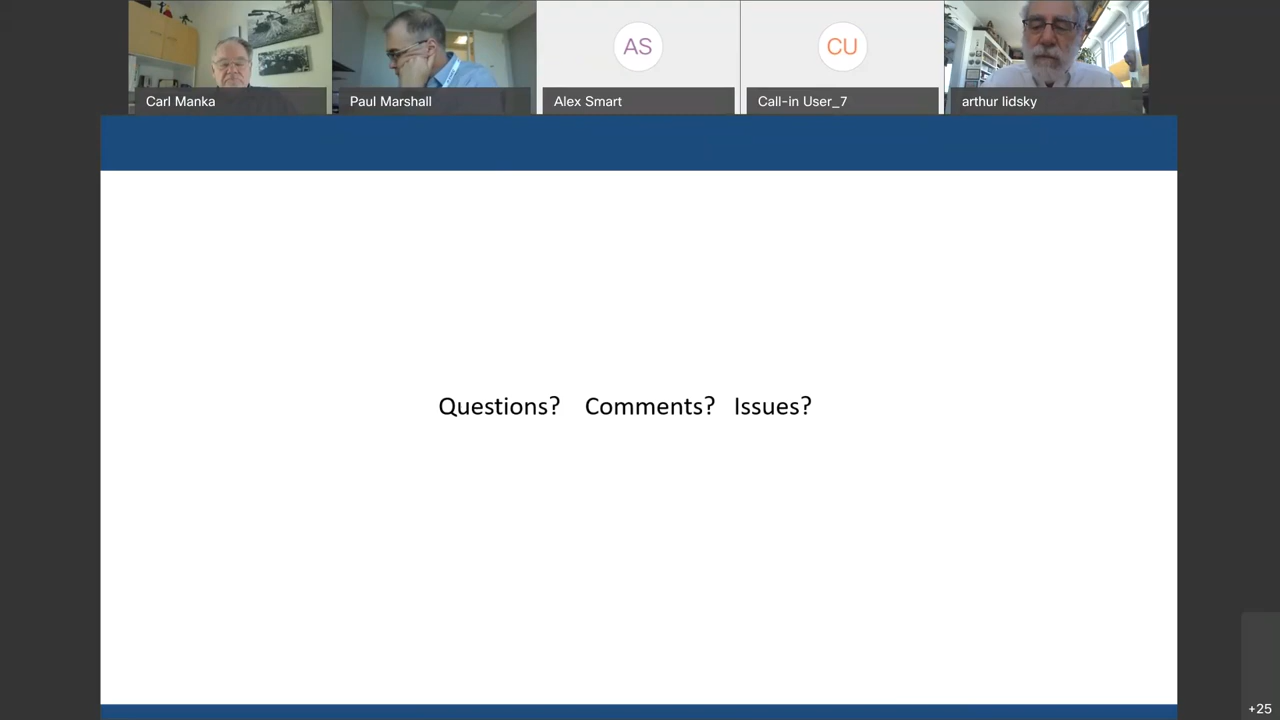 AS
CU
Carl Manka
Paul Marshall
Alex Smart
Call-in User_7
arthur lidsky
Questions? Comments? Issues?
+25